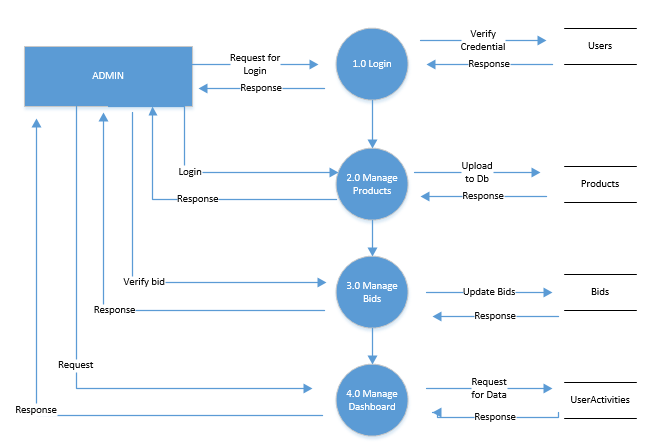 Verify
Credential
Users
Request for
Login
1.0 Login
ADMIN
Response
Response
Login
2.0 Manage
Products
Upload
to Db
Products
Response
Response
Verify bid
3.0 Manage
Bids
Update Bids
Bids
Response
Response
Request
4.0 Manage
Dashboard
Request
for Data
UserActivities
Response
Response